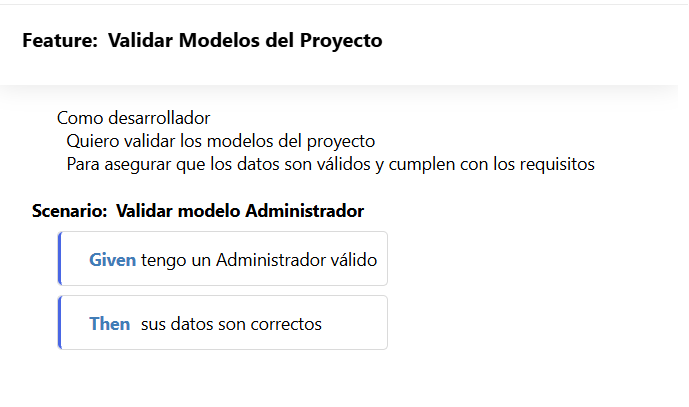 Feature: Validar Modelos del Proyecto
Como desarrollador
Quiero validar los modelos del proyecto
Para asegurar que los datos son válidos y cumplen con los requisitos
Scenario: Validar modelo Administrador
Given tengo un Administrador válido
Then sus datos son correctos